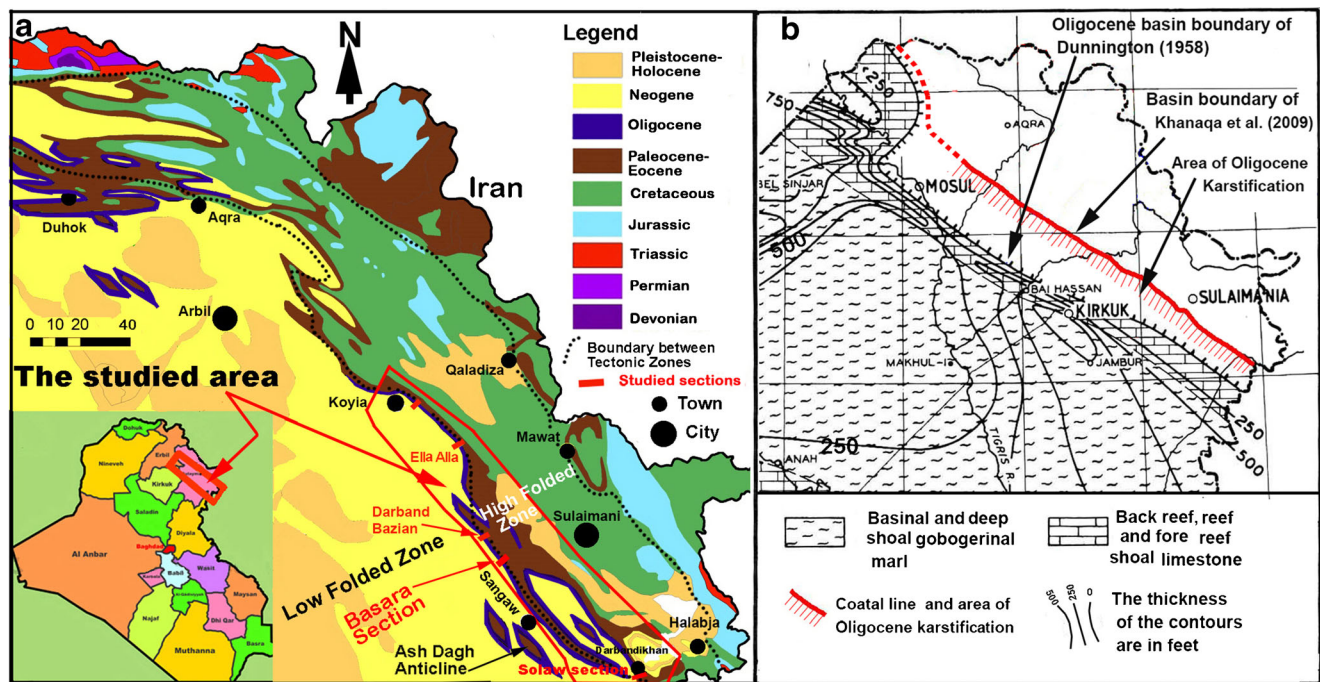 a
N
Legend
Pleistocene-
Holocene
Neogene
Oligocene
Paleocene-
Eocene
Cretaceous
Jurassic
Triassic
Permian
Devonian
Boundary between
Tectonic Zones
Studied sections
Town
City
Iran
Duhok
Aqra
Arbil
0 10 20 40
The studied area
Koyia
Qaladiza
Mawat
Ella Alla
High Folded
Zone
Sulaimani
Darband
Bazian
Low Folded Zone
Basara
Section
Sangaw
Halabja
Ash Dagh
Anticline
Darbandikhan
Solaw section
Duhuk
Nineveh
Erbil
Kirkuk
Saladin
Diyala
Al Anbar
Baghdad
Babil
Wasit
Najaf
Maysan
Dhi Qar
Muthanna
Basra
b
Oligocene basin boundary of
Dunnington (1958)
Basin boundary of
Khanaqa et al. (2009)
Area of Oligocene
Karstification
<250
750
AQRA
BEL SINJAR
MOSUL
500
BAI HASSAN
KIRKUK
SULAIMANIA
MAKHUL-I
JAMBUR
250
ANAH
TIGRIS R.
250
500
Basinal and deep
shoal gobogerinal
marl
Back reef, reef
and fore reef
shoal limestone
Coatal line and area of
Oligocene karstification
500
250
0
The thickness
of the contours
are in feet